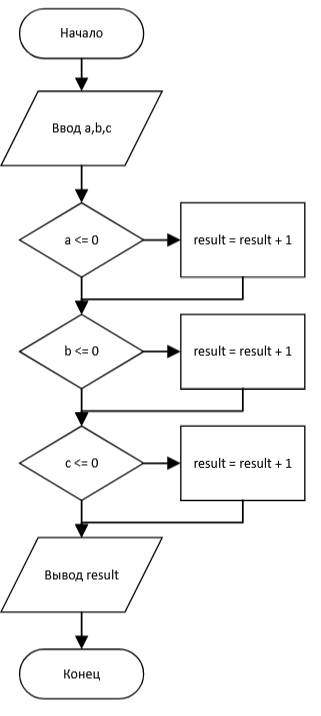 Начало
Ввод a,b,c
a <= 0
result = result + 1
b <= 0
result = result + 1
c <= 0
result = result + 1
Вывод result
Конец